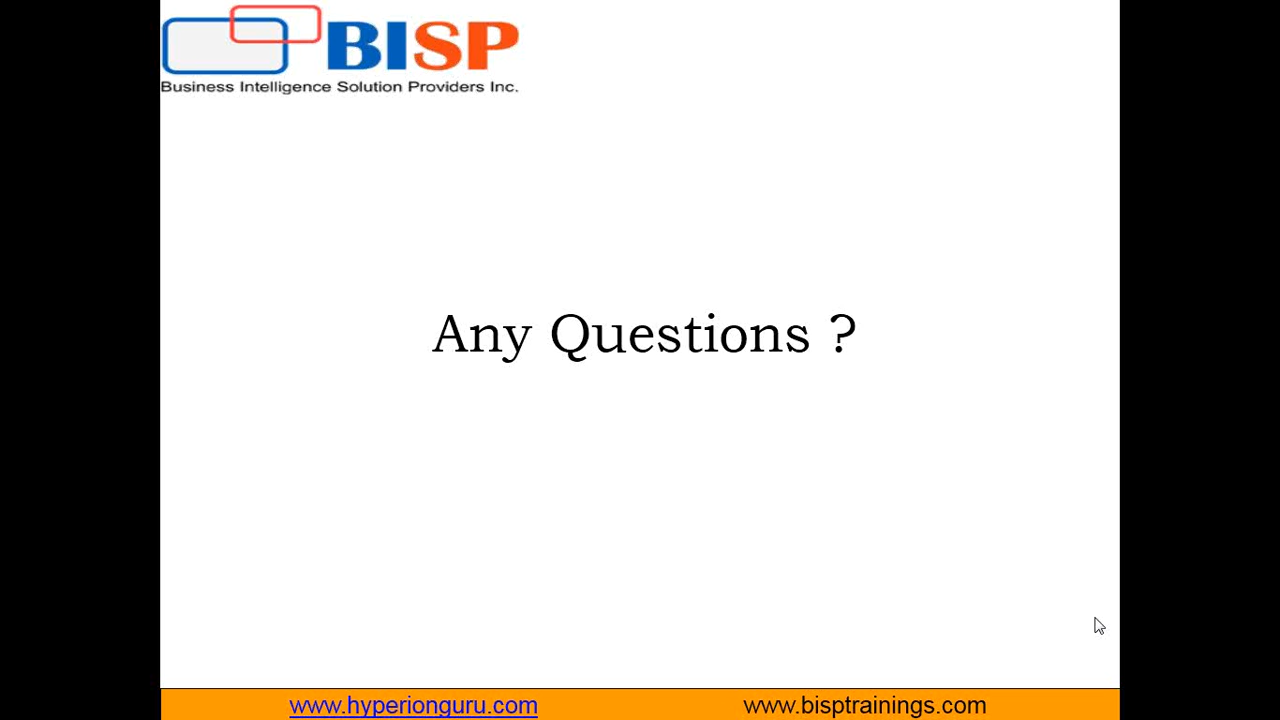 BISP
Business Intelligence Solution Providers Inc.
Any Questions ?
www.hyperionguru.com www.bisptrainings.com